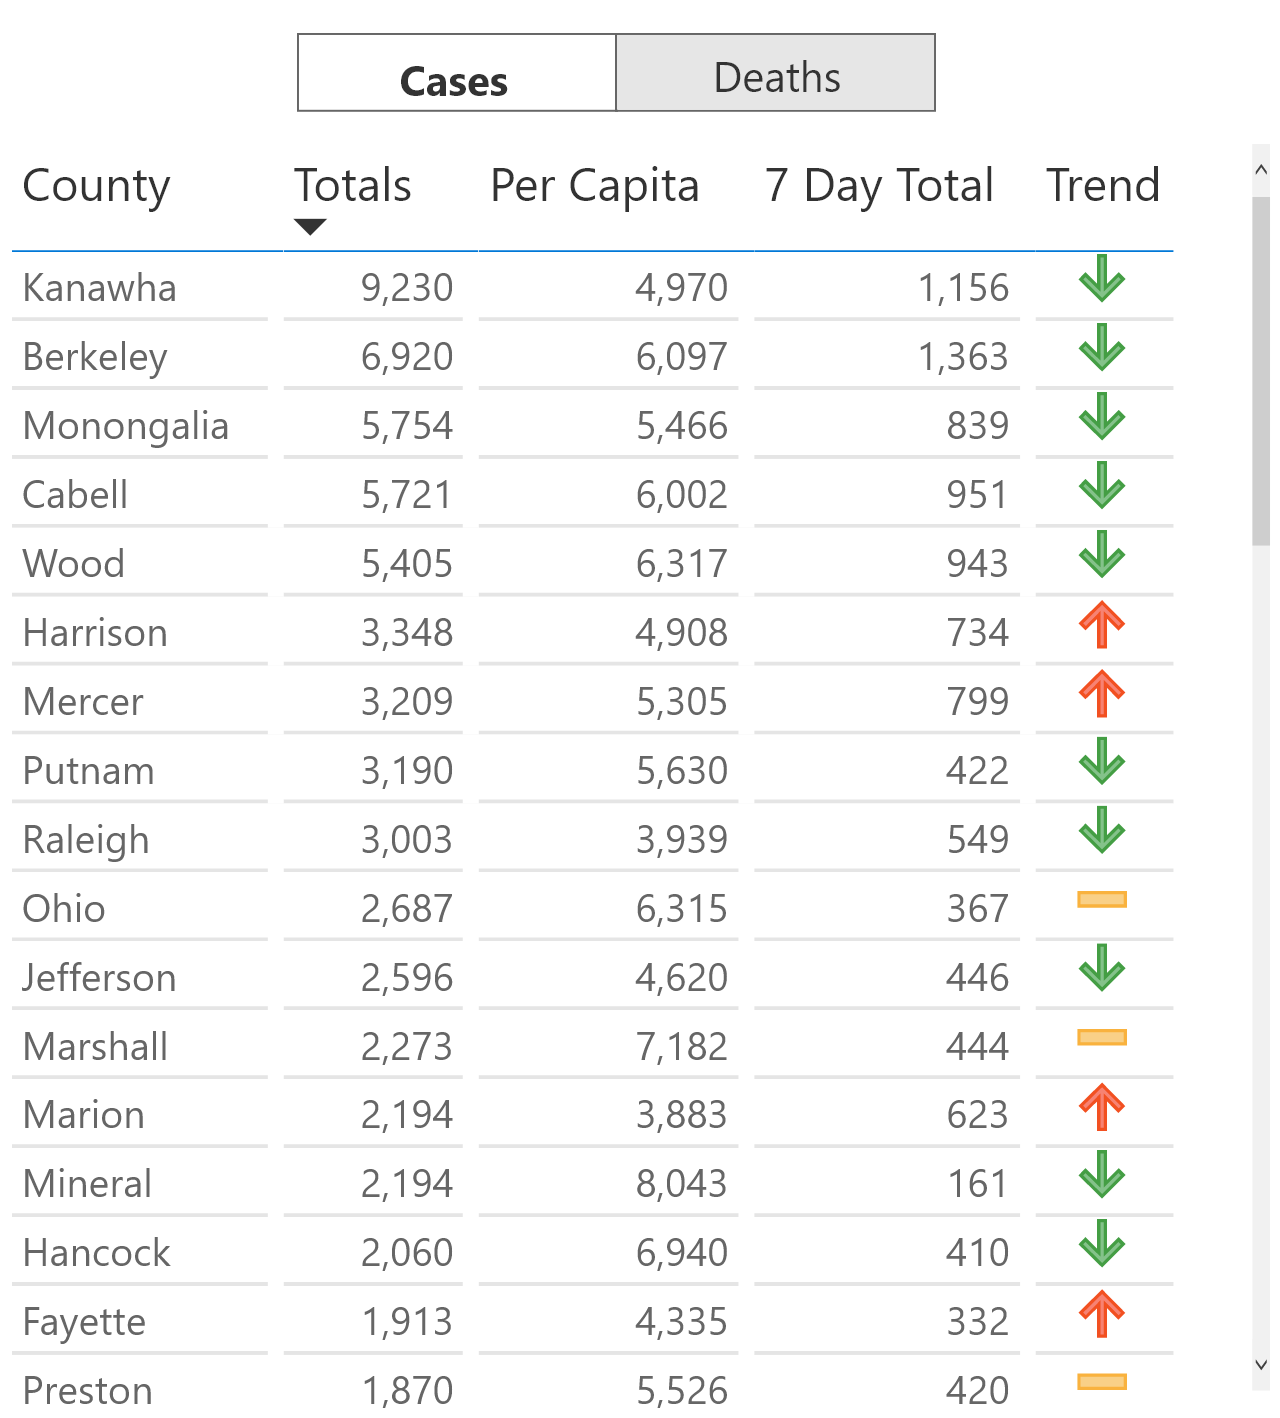 Cases Deaths
County Totals Per Capita 7 Day Total Trend
Kanawha 9,230 4,970 1,156
Berkeley 6,920 6,097 1,363
Monongalia 5,754 5,466 839
Cabell 5,721 6,002 951
Wood 5,405 6,317 943
Harrison 3,348 4,908 734
Mercer 3,209 5,305 799
Putnam 3,190 5,630 422
Raleigh 3,003 3,939 549
Ohio 2,687 6,315 367
Jefferson 2,596 4,620 446
Marshall 2,273 7,182 444
Marion 2,194 3,883 623
Mineral 2,194 8,043 161
Hancock 2,060 6,940 410
Fayette 1,913 4,335 332
Preston 1,870 5,526 420